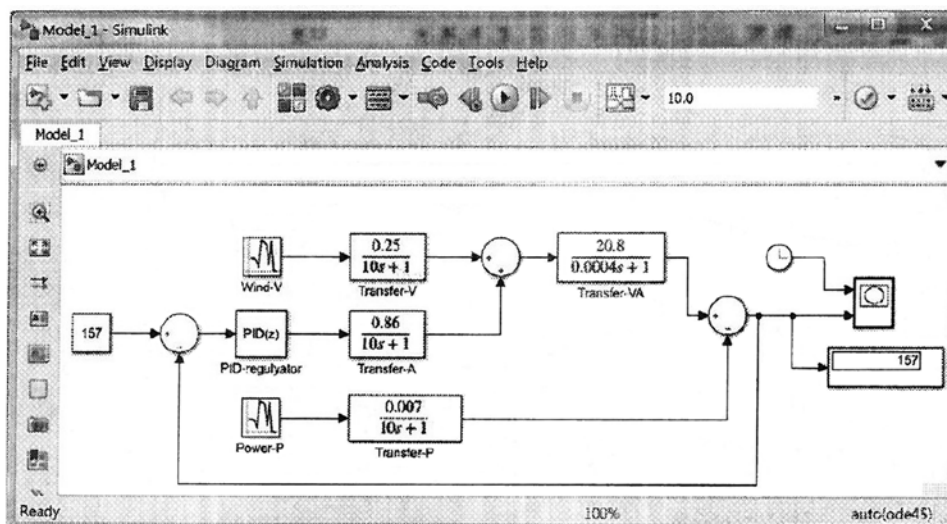 Model_1 - Simulink
File Edit View Display Diagram Simulation Analysis Code Tools Help
10.0 »
Model_1
Model_1
0.25
10s + 1
Wind-V
Transfer-V
20.8
0.0004s + 1
Transfer-VA
157
PID(z)
PID-regulyator
0.86
10s + 1
Transfer-A
157
0.007
10s + 1
Power-P
Transfer-P
Ready 100% auto(ode45)